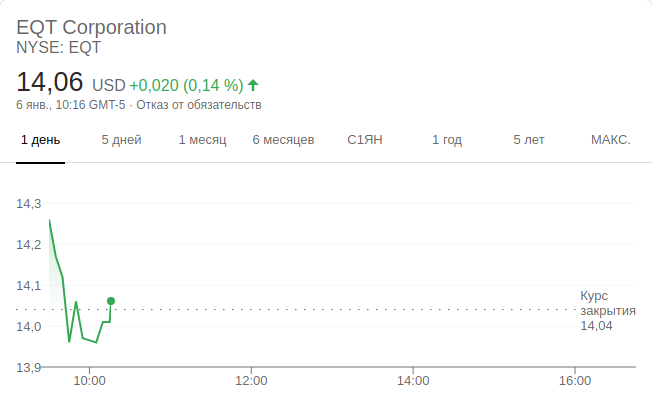 EQT Corporation
NYSE: EQT
14,06 USD +0,020 (0,14 %)
6 янв., 10:16 GMT-5 · Отказ от обязательств
1 день 5 дней 1 месяц 6 месяцев С1ЯН 1 год 5 лет МАКС.
14,3
14,2
14,1
14,0
13,9
Курс
закрытия
14,04
10:00 12:00 14:00 16:00